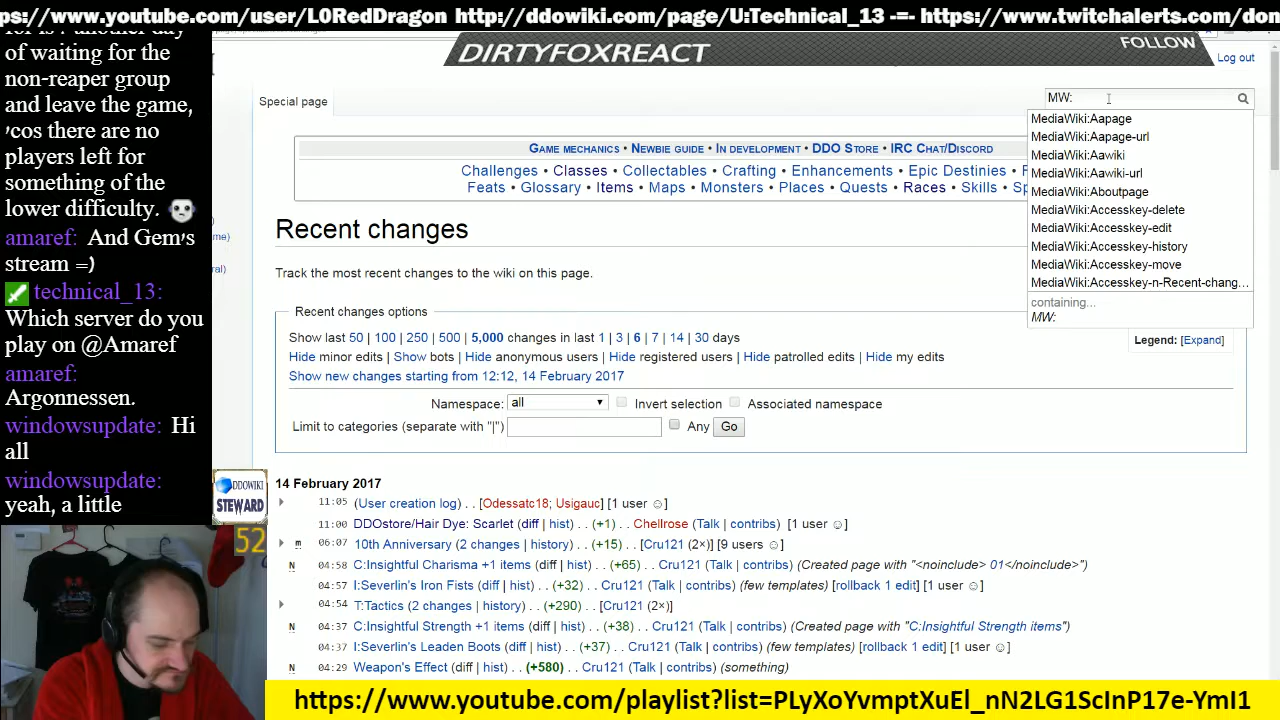 ps://www.youtube.com/user/L0RedDragon http://ddowiki.com/page/U:Technical_13 -=- https://www.twitchalerts.com/don
of waiting for the
non-reaper group
and leave the game,
'cos there are no
players left for
something of the
lower difficulty.
amaref: And Gem's
stream =)
technical_13:
Which server do you
play on @Amaref
amaref:
Argonnessen.
windowsupdate: Hi
all
windowsupdate:
yeah, a little
DIRTYFOXREACT
FOLLOW
Log out
Special page
MW:
MediaWiki:Aapage
MediaWiki:Aapage-url
MediaWiki:Aawiki
MediaWiki:Aawiki-url
MediaWiki:Aboutpage
MediaWiki:Accesskey-delete
MediaWiki:Accesskey-edit
MediaWiki:Accesskey-history
MediaWiki:Accesskey-move
MediaWiki:Accesskey-n-Recent-chang...
containing...
MW:
GAME MECHANICS • NEWBIE GUIDE • IN DEVELOPMENT • DDO STORE • IRC CHAT/DISCORD
Challenges • Classes • Collectables • Crafting • Enhancements • Epic Destinies •
Feats • Glossary • Items • Maps • Monsters • Places • Quests • Races • Skills • Sp
Recent changes
Track the most recent changes to the wiki on this page.
Recent changes options
Show last 50 | 100 | 250 | 500 | 5,000 changes in last 1 | 3 | 6 | 7 | 14 | 30 days
Hide minor edits | Show bots | Hide anonymous users | Hide registered users | Hide patrolled edits | Hide my edits
Show new changes starting from 12:12, 14 February 2017
Legend: [Expand]
Namespace: all Invert selection Associated namespace
Limit to categories (separate with "|") Any Go
14 February 2017
11:05 (User creation log) . . [Odessatc18; Usigauc] [1 user ☺]
11:00 DDOstore/Hair Dye: Scarlet (diff | hist) . . (+1) . . Chellrose (Talk | contribs) [1 user ☺]
m 06:07 10th Anniversary (2 changes | history) . . (+15) . . [Cru121 (2×)] [9 users ☺]
N 04:58 C:Insightful Charisma +1 items (diff | hist) . . (+65) . . Cru121 (Talk | contribs) (Created page with "<noinclude> 01</noinclude>")
04:57 I:Severlin's Iron Fists (diff | hist) . . (+32) . . Cru121 (Talk | contribs) (few templates) [rollback 1 edit] [1 user ☺]
04:54 T:Tactics (2 changes | history) . . (+290) . . [Cru121 (2×)]
N 04:37 C:Insightful Strength +1 items (diff | hist) . . (+38) . . Cru121 (Talk | contribs) (Created page with "C:Insightful Strength items")
04:37 I:Severlin's Leaden Boots (diff | hist) . . (+37) . . Cru121 (Talk | contribs) (few templates) [rollback 1 edit] [1 user ☺]
N 04:29 Weapon's Effect (diff | hist) . . (+580) . . Cru121 (Talk | contribs) (something)
me)
ral)
DDOWIKI
STEWARD
52
https://www.youtube.com/playlist?list=PLyXoYvmptXuEl_nN2LG1ScInP17e-YmI1